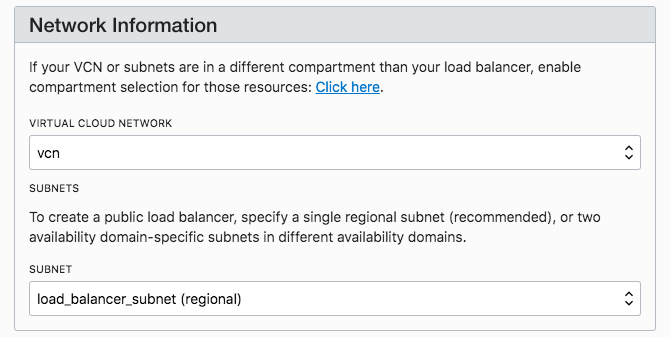 Network Information
If your VCN or subnets are in a different compartment than your load balancer, enable
compartment selection for those resources: Click here.
VIRTUAL CLOUD NETWORK
vcn
SUBNETS
To create a public load balancer, specify a single regional subnet (recommended), or two
availability domain-specific subnets in different availability domains.
SUBNET
load_balancer_subnet (regional)